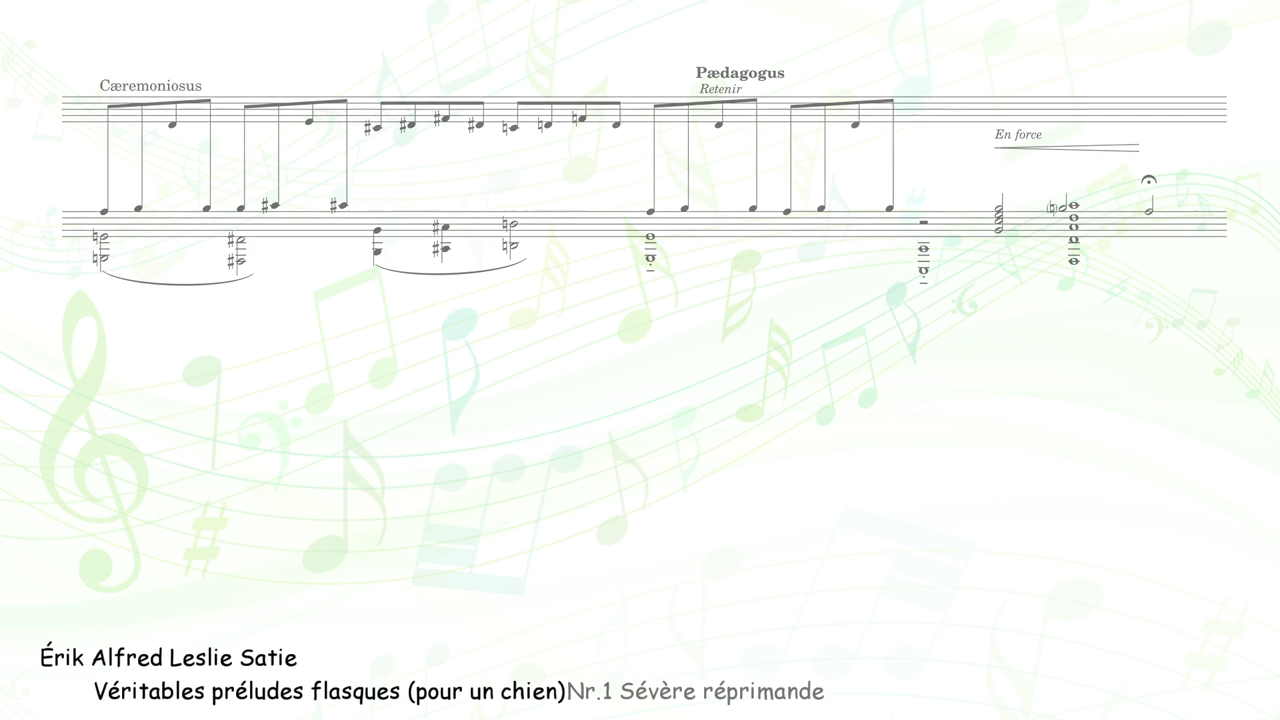 Cæremoniosus
Pædagogus
Retenir
En force
Érik Alfred Leslie Satie
Véritables préludes flasques (pour un chien)Nr.1 Sévère réprimande